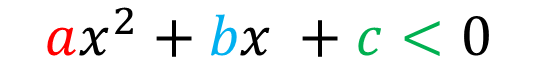 ax² + bx + c < 0